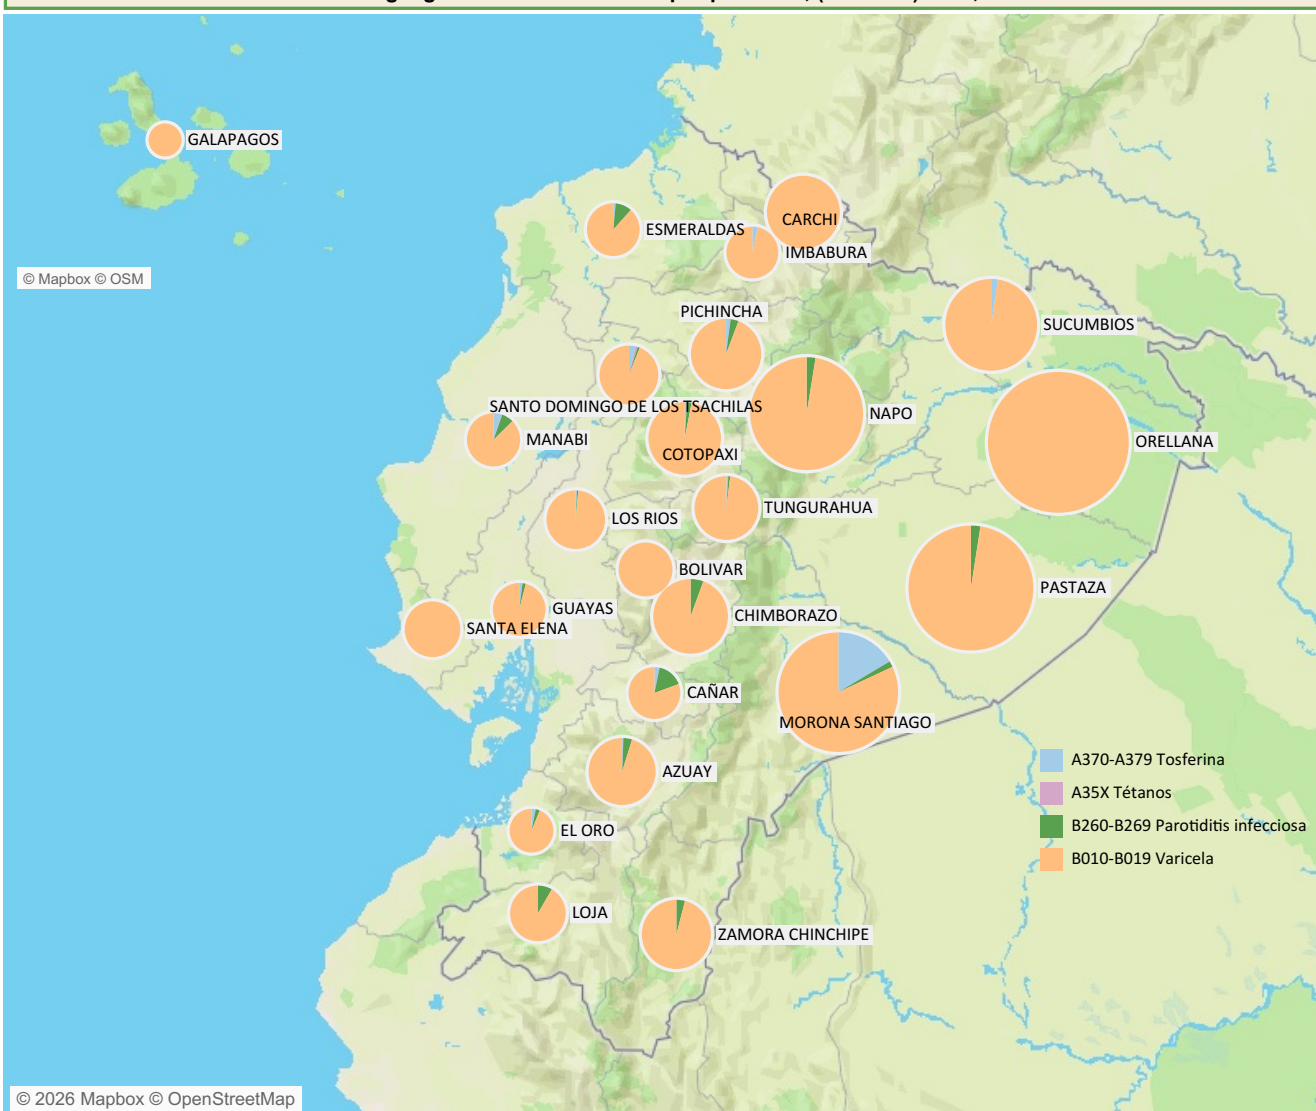 GALAPAGOS
© Mapbox © OSM
CARCHI
ESMERALDAS
IMBABURA
PICHINCHA
SUCUMBIOS
SANTO DOMINGO DE LOS TSACHILAS
NAPO
MANABI
COTOPAXI
ORELLANA
TUNGURAHUA
LOS RIOS
BOLIVAR
PASTAZA
GUAYAS
CHIMBORAZO
SANTA ELENA
CAÑAR
MORONA SANTIAGO
AZUAY
A370-A379 Tosferina
A35X Tétanos
B260-B269 Parotiditis infecciosa
B010-B019 Varicela
EL ORO
LOJA
ZAMORA CHINCHIPE
© 2026 Mapbox © OpenStreetMap